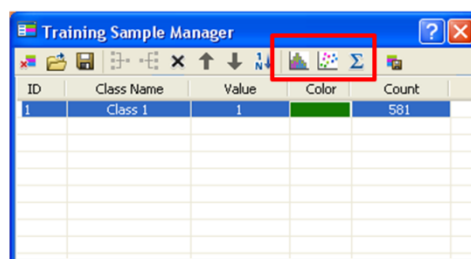 Training Sample Manager
ID Class Name Value Color Count
1 Class 1 1 581